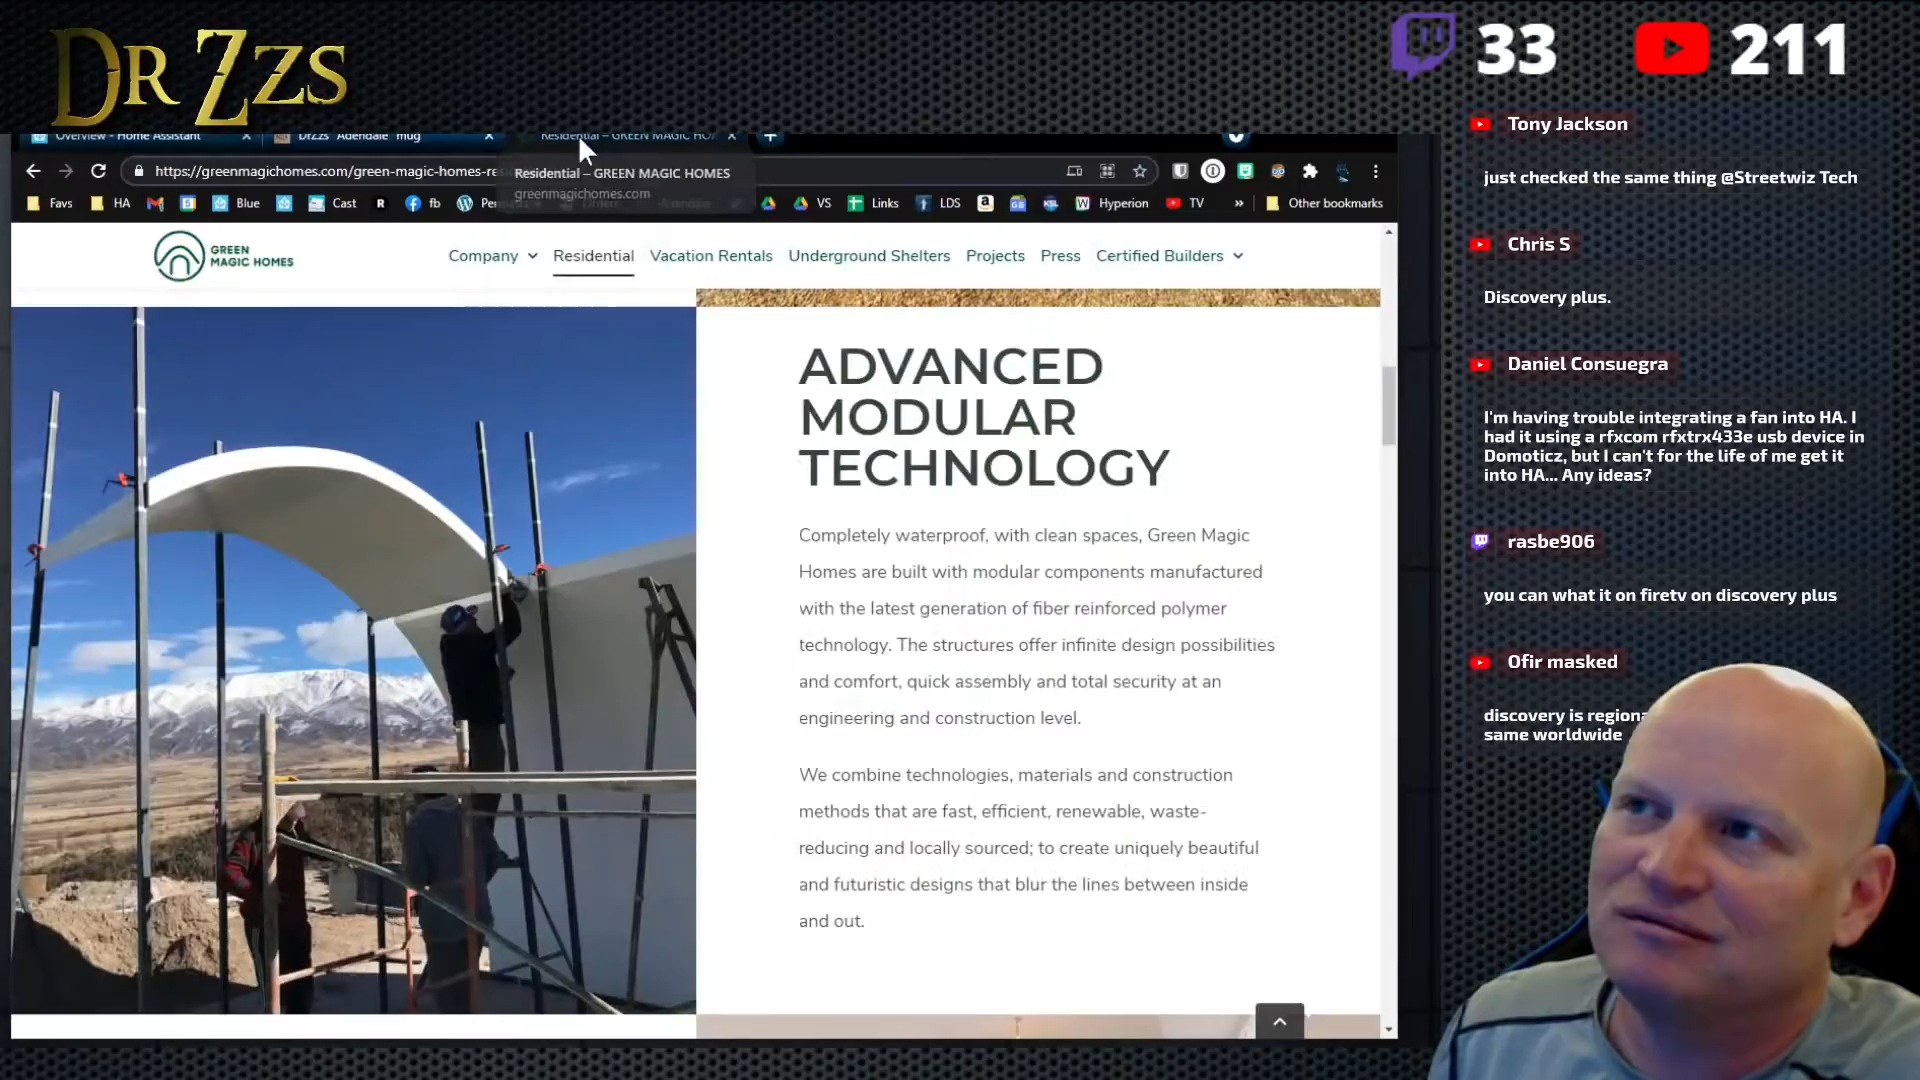 DR ZZS
33
211
Overview - Home Assistant
DrZzs "Adendale" mug
Residential – GREEN MAGIC HO
https://greenmagichomes.com/green-magic-homes-re
Residential – GREEN MAGIC HOMES
greenmagichomes.com
Favs
HA
Blue
Cast
R
fb
VS
Links
LDS
Hyperion
TV
»
Other bookmarks
GREEN
MAGIC HOMES
Company
Residential
Vacation Rentals
Underground Shelters
Projects
Press
Certified Builders
ADVANCED
MODULAR
TECHNOLOGY
Completely waterproof, with clean spaces, Green Magic
Homes are built with modular components manufactured
with the latest generation of fiber reinforced polymer
technology. The structures offer infinite design possibilities
and comfort, quick assembly and total security at an
engineering and construction level.
We combine technologies, materials and construction
methods that are fast, efficient, renewable, waste-
reducing and locally sourced; to create uniquely beautiful
and futuristic designs that blur the lines between inside
and out.
Tony Jackson
just checked the same thing @Streetwiz Tech
Chris S
Discovery plus.
Daniel Consuegra
I'm having trouble integrating a fan into HA. I
had it using a rfxcom rfxtrx433e usb device in
Domoticz, but I can't for the life of me get it
into HA... Any ideas?
rasbe906
you can what it on firetv on discovery plus
Ofir masked
discovery is regiona
same worldwide